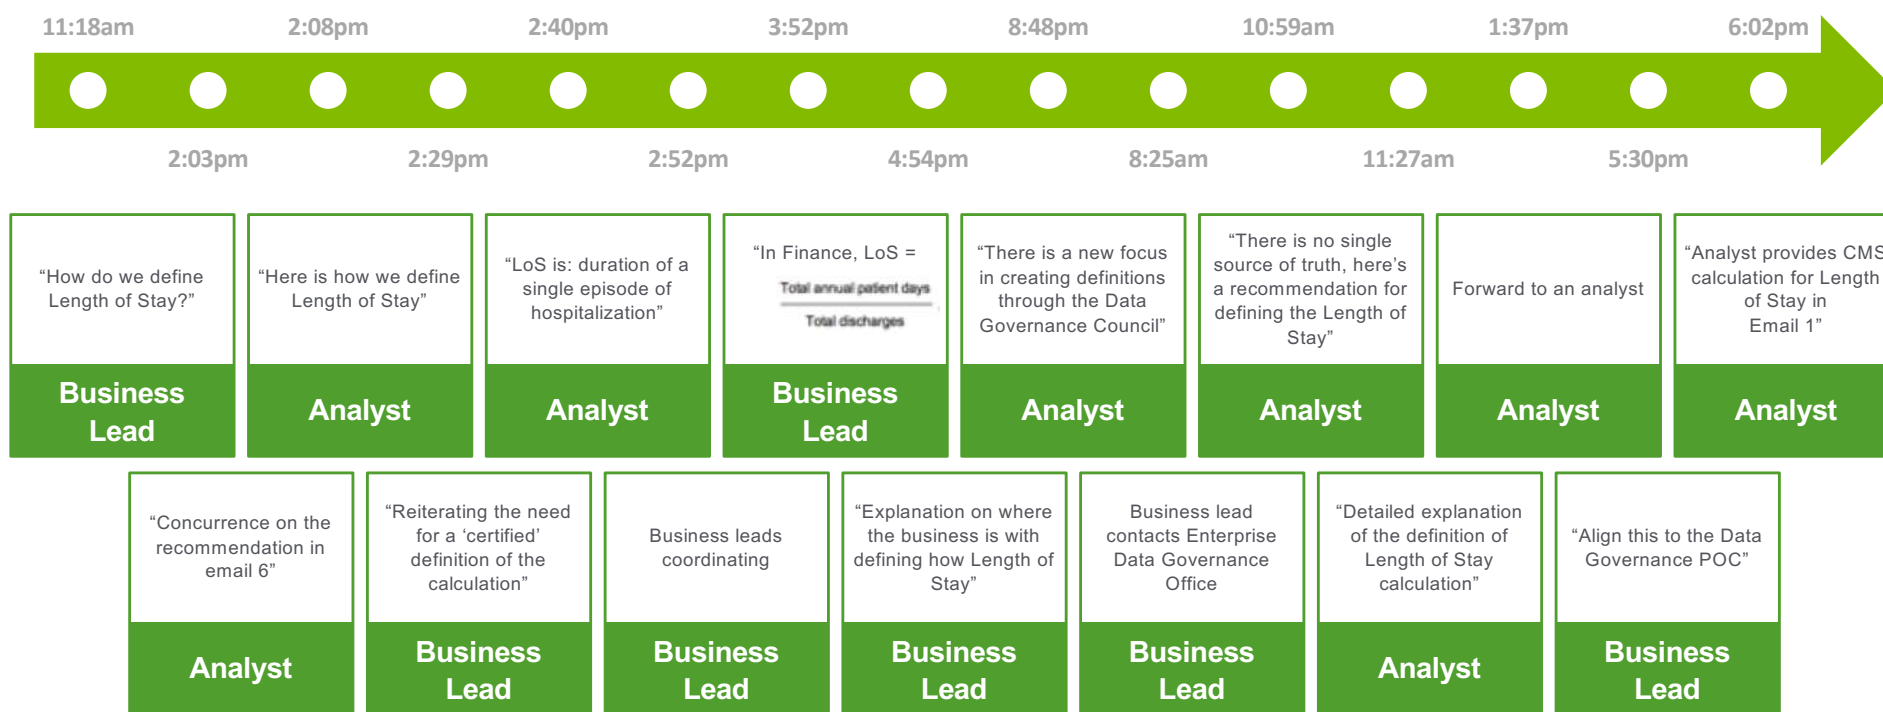 11:18am 2:08pm 2:40pm 3:52pm 8:48pm 10:59am 1:37pm 6:02pm
2:03pm 2:29pm 2:52pm 4:54pm 8:25am 11:27am 5:30pm
“How do we define
Length of Stay?”
Business
Lead
“Here is how we define
Length of Stay”
Analyst
“LoS is: duration of a
single episode of
hospitalization”
Analyst
“In Finance, LoS =
Total annual patient days
Total discharges
Business
Lead
“There is a new focus
in creating definitions
through the Data
Governance Council”
Analyst
“There is no single
source of truth, here’s
a recommendation for
defining the Length of
Stay”
Analyst
Forward to an analyst
Analyst
“Analyst provides CMS
calculation for Length
of Stay in
Email 1”
Analyst
“Concurrence on the
recommendation in
email 6”
Analyst
“Reiterating the need
for a ‘certified’
definition of the
calculation”
Business
Lead
Business leads
coordinating
Business
Lead
“Explanation on where
the business is with
defining how Length of
Stay”
Business
Lead
Business lead
contacts Enterprise
Data Governance
Office
Business
Lead
“Detailed explanation
of the definition of
Length of Stay
calculation”
Analyst
“Align this to the Data
Governance POC”
Business
Lead